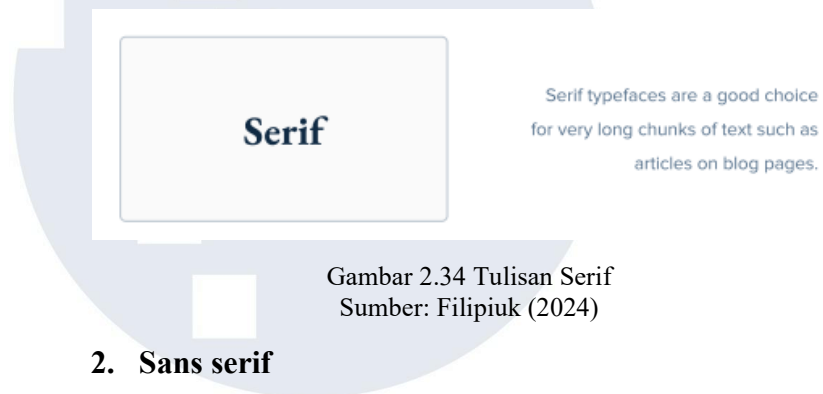 Serif
Serif typefaces are a good choice
for very long chunks of text such as
articles on blog pages.
Gambar 2.34 Tulisan Serif
Sumber: Filipiuk (2024)
2. Sans serif